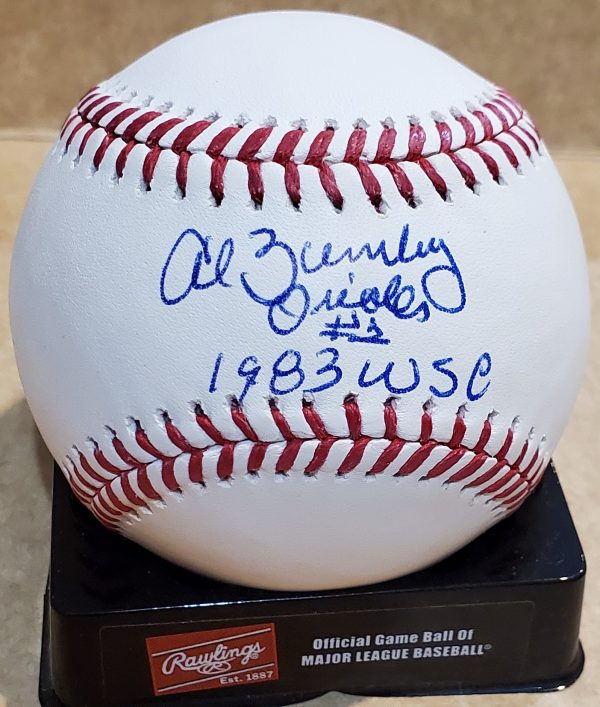 Al Bumbry
Orioles
#1
1983 WSC
Rawlings
Est. 1887
Official Game Ball Of
MAJOR LEAGUE BASEBALL®